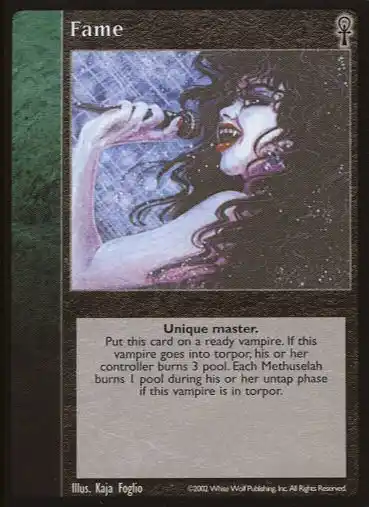 Fame
Unique master.
Put this card on a ready vampire. If this
vampire goes into torpor, his or her
controller burns 3 pool. Each Methuselah
burns 1 pool during his or her untap phase
if this vampire is in torpor.
Illus. Kaja Foglio ©2002 White Wolf Publishing, Inc. All Rights Reserved.